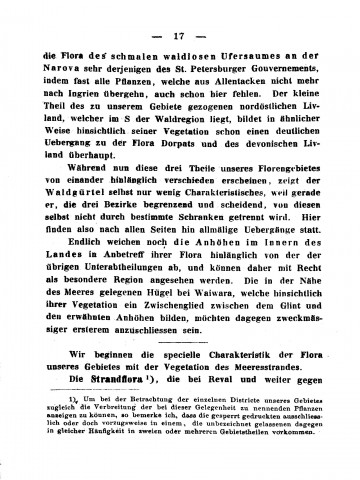 — 17 —
die Flora des schmalen waldlosen Ufersaumes an der
Narova sehr derjenigen des St. Petersburger Gouvernements,
indem fast alle Pflanzen, welche aus Allentacken nicht mehr
nach Ingrien übergehn, auch schon hier fehlen. Der kleine
Theil des zu unserem Gebiete gezogenen nordöstlichen Liv-
land, welcher im S der Waldregion liegt, bildet in ähnlicher
Weise hinsichtlich seiner Vegetation schon einen deutlichen
Uebergang zu der Flora Dorpats und des devonischen Liv-
land überhaupt.
Während nun diese drei Theile unseres Florengebietes
von einander hinlänglich verschieden erscheinen, zeigt der
Waldgürtel selbst nur wenig Charakteristisches, weil gerade
er, die drei Bezirke begrenzend und scheidend, von diesen
selbst nicht durch bestimmte Schranken getrennt wird. Hier
finden also nach allen Seiten hin allmälige Uebergänge statt.
Endlich weichen noch die Anhöhen im Innern des
Landes in Anbetreff ihrer Flora hinlänglich von der der
übrigen Unterabtheilungen ab, und können daher mit Recht
als besondere Region angesehen werden. Die in der Nähe
des Meeres gelegenen Hügel bei Waiwara, welche hinsichtlich
ihrer Vegetation ein Zwischenglied zwischen dem Glint und
den erwähnten Anhöhen bilden, möchten dagegen zweckmäs-
siger ersterem anzuschliessen sein.
Wir beginnen die specielle Charakteristik der Flora
unseres Gebietes mit der Vegetation des Meeresstrandes.
Die Strandflora ¹), die bei Reval und weiter gegen
1) Um bei der Betrachtung der einzelnen Districte unseres Gebietes
zugleich die Verbreitung der bei dieser Gelegenheit zu nennenden Pflanzen
anzeigen zu können, so bemerke ich, dass die gesperrt gedruckten ausschliess-
lich oder doch vorzugsweise in einem, die unbezeichnet gelassenen dagegen
in gleicher Häufigkeit in zweien oder mehreren Gebietstheilen vorkommen.